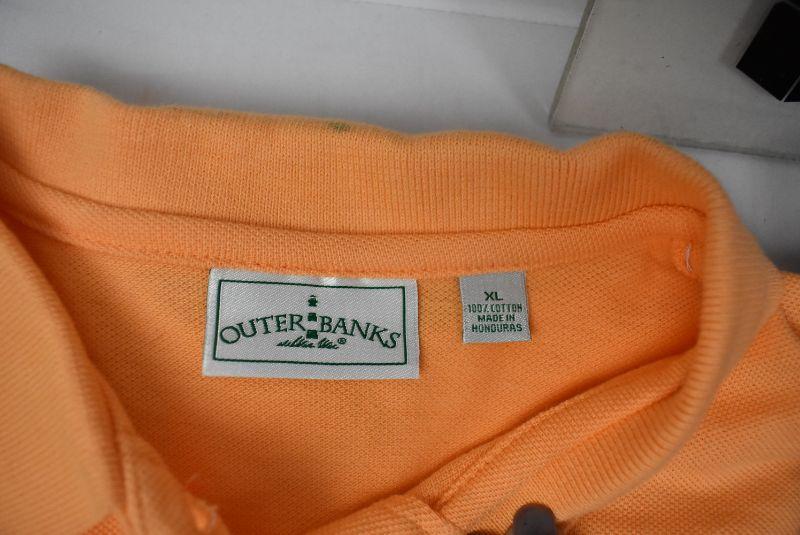 OUTER BANKS
®
XL
100% COTTON
MADE IN
HONDURAS